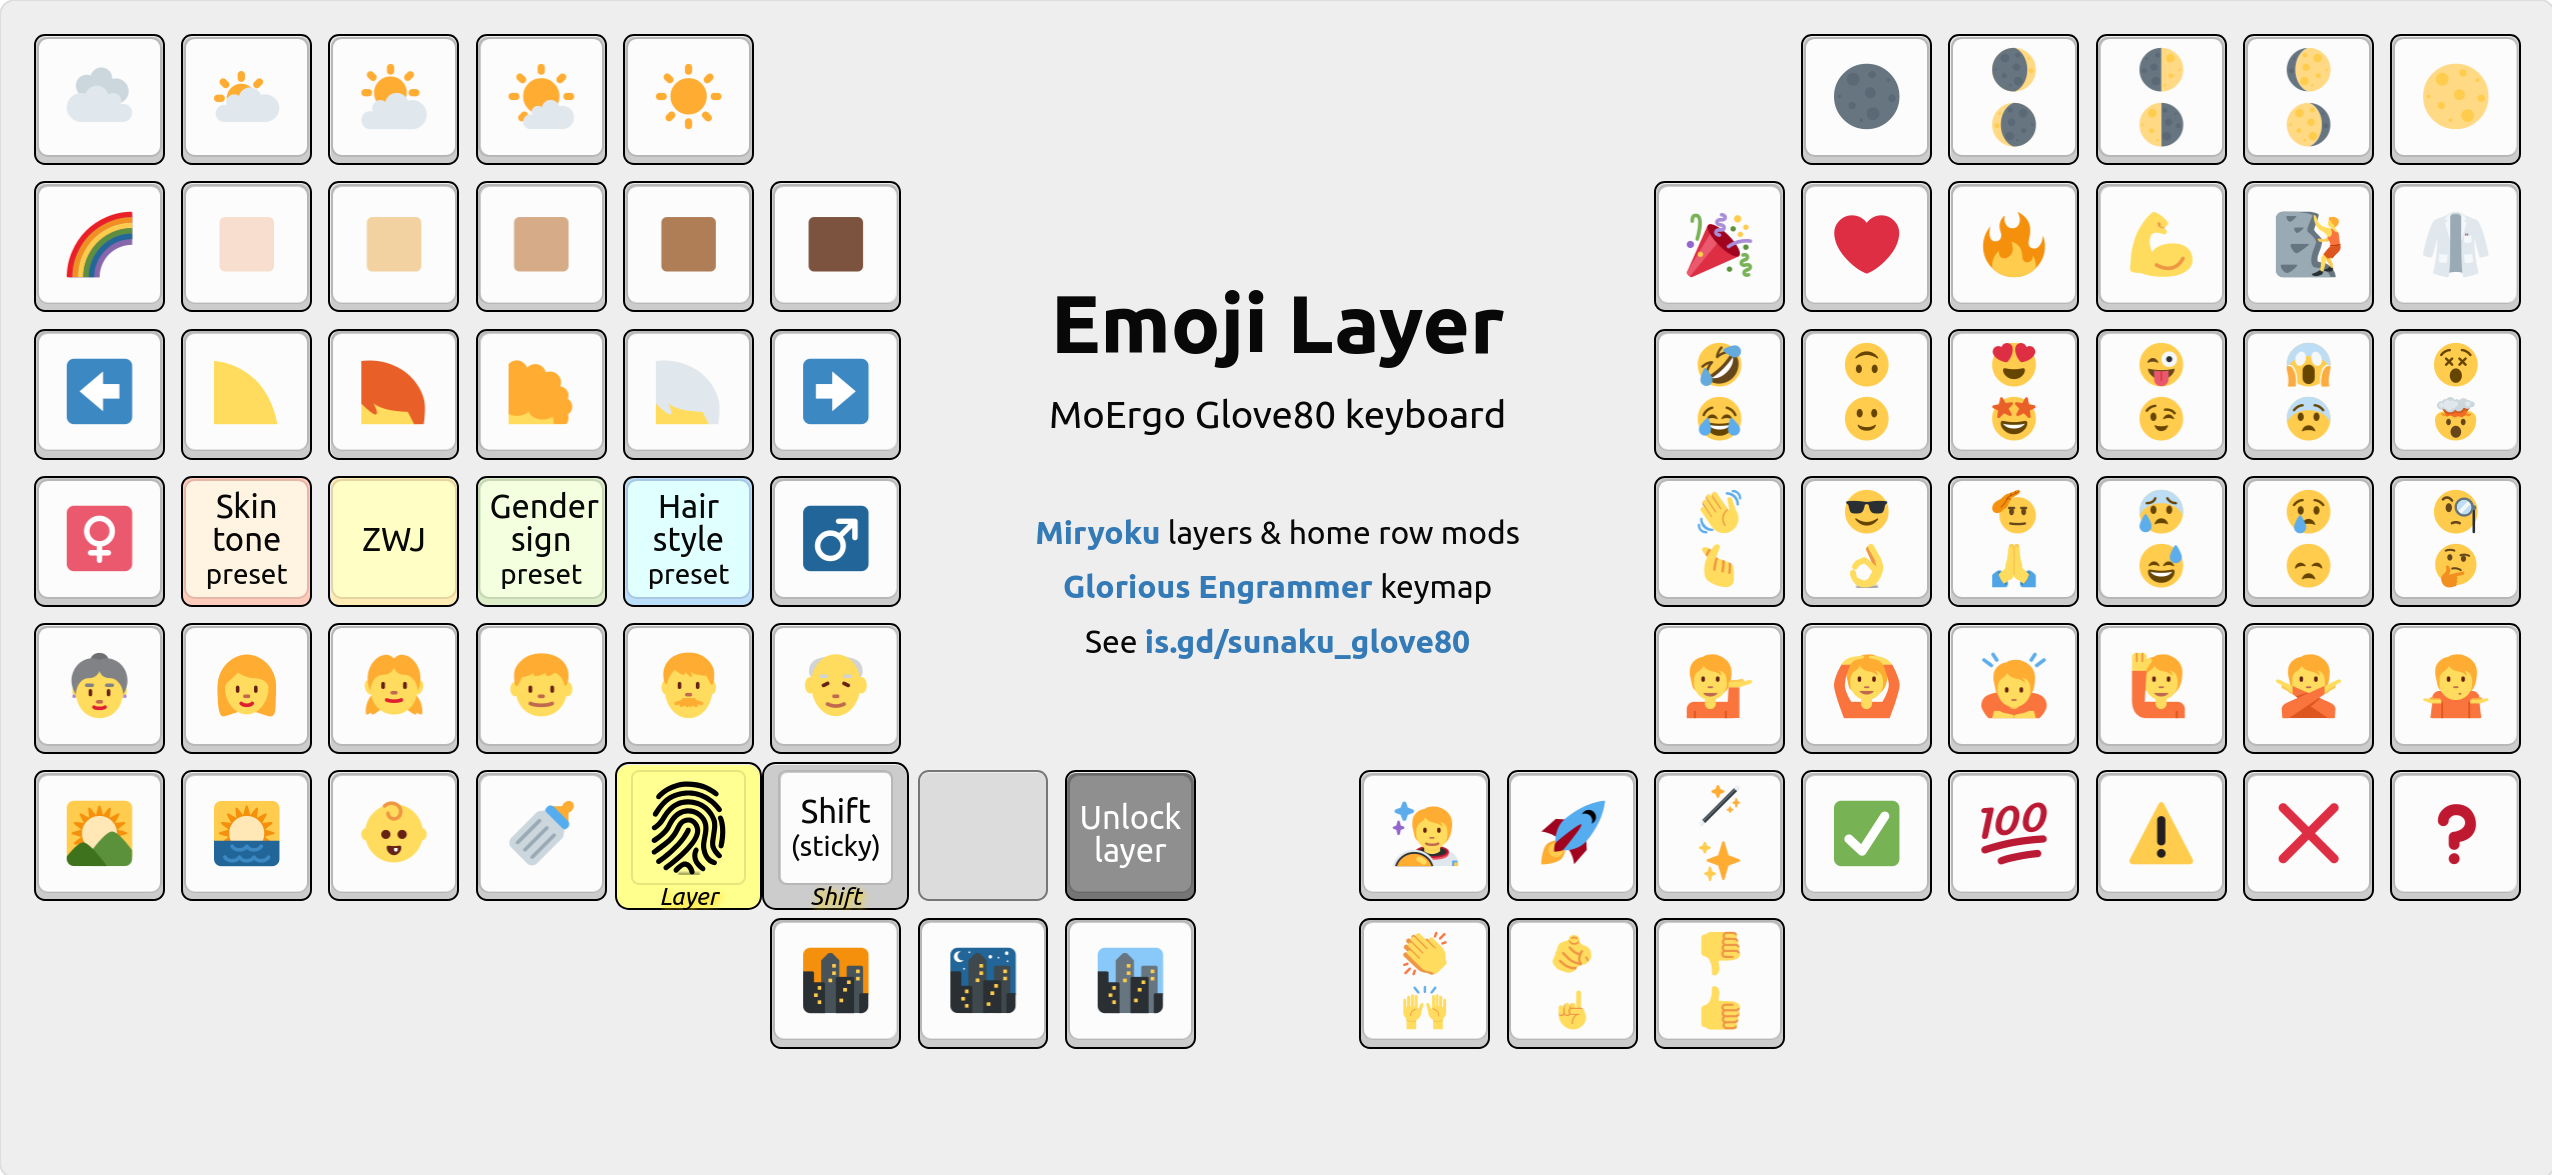 Emoji Layer
MoErgo Glove80 keyboard
Miryoku layers & home row mods
Glorious Engrammer keymap
See is.gd/sunaku_glove80
Skin
tone
preset
ZWJ
Gender
sign
preset
Hair
style
preset
Layer
Shift
(sticky)
Shift
Unlock
layer
100